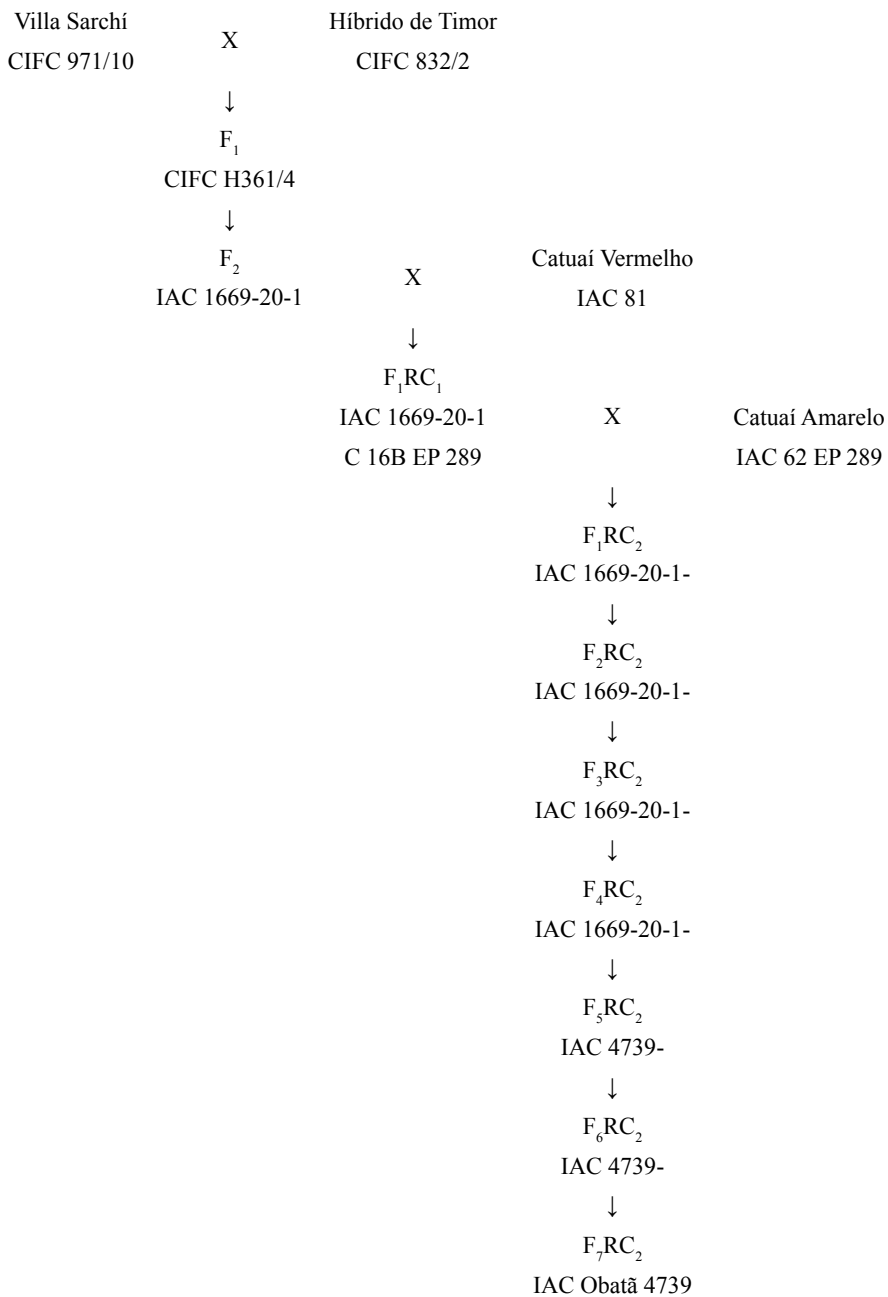 Villa Sarchí X Híbrido de Timor
CIFC 971/10 CIFC 832/2
↓
F₁
CIFC H361/4
↓
F₂ X Catuaí Vermelho
IAC 1669-20-1 IAC 81
↓
F₁RC₁
IAC 1669-20-1 X Catuaí Amarelo
C 16B EP 289 IAC 62 EP 289
↓
F₁RC₂
IAC 1669-20-1-
↓
F₂RC₂
IAC 1669-20-1-
↓
F₃RC₂
IAC 1669-20-1-
↓
F₄RC₂
IAC 1669-20-1-
↓
F₅RC₂
IAC 4739-
↓
F₆RC₂
IAC 4739-
↓
F₇RC₂
IAC Obatã 4739